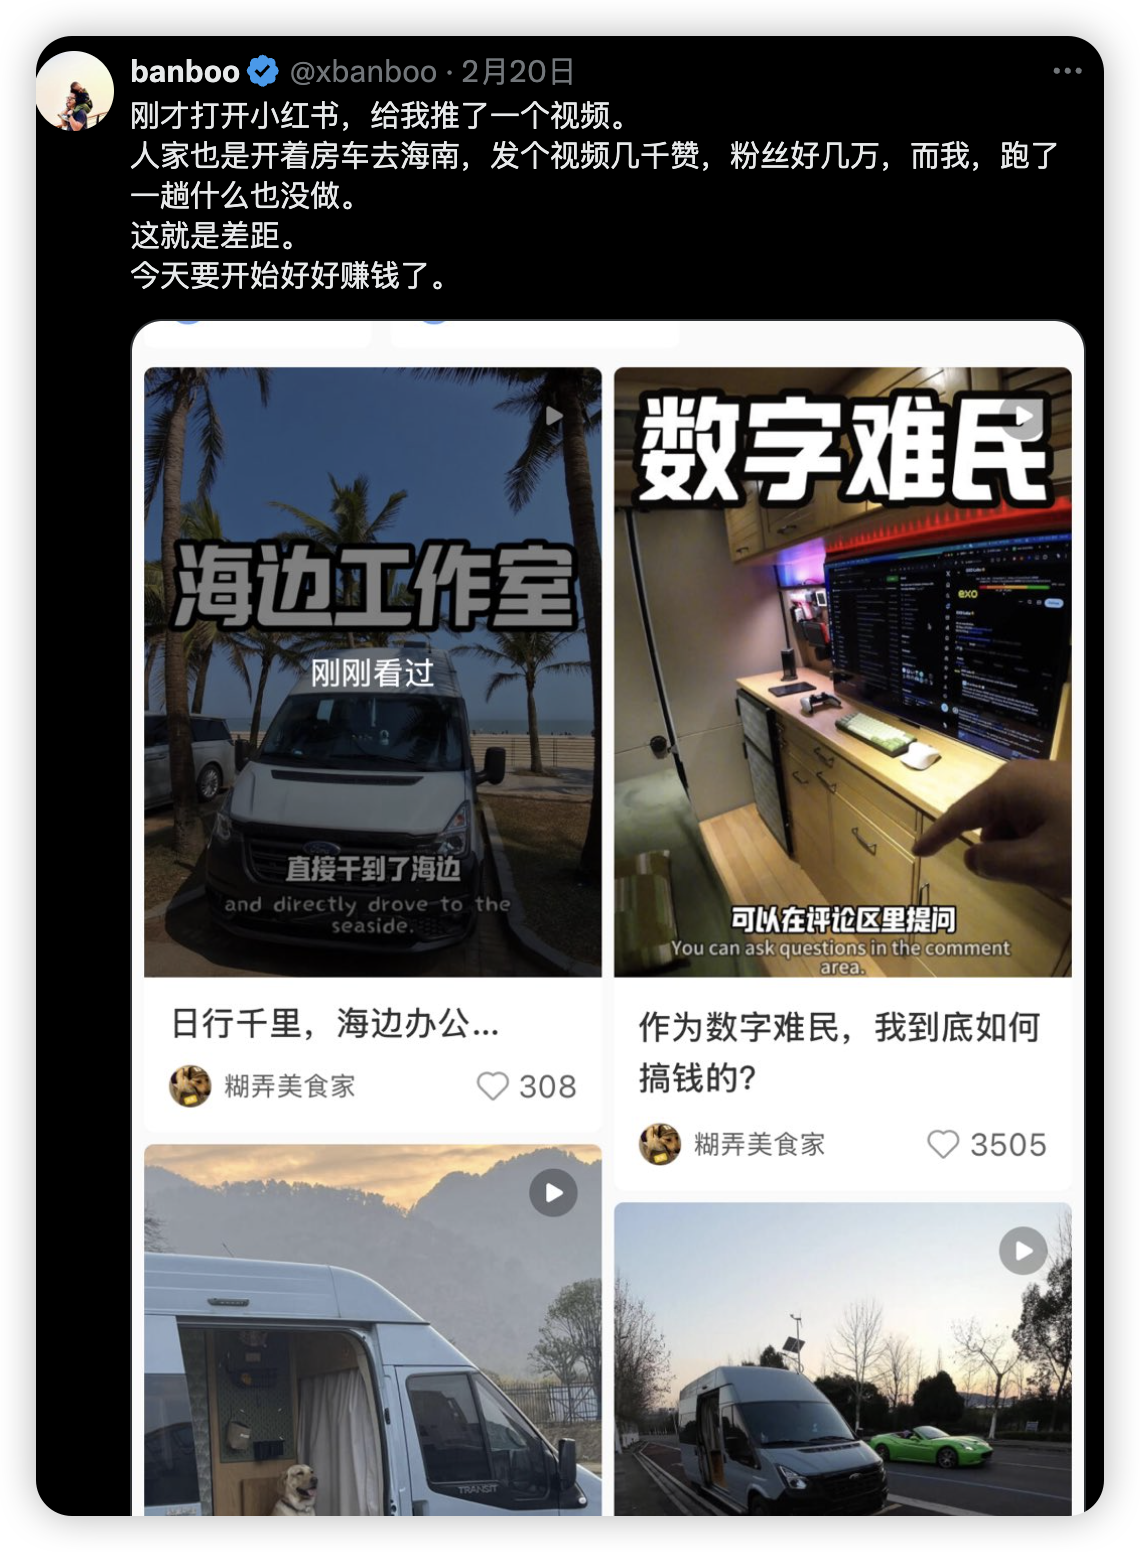 banboo @xbanboo · 2月20日
刚才打开小红书，给我推了一个视频。
人家也是开着房车去海南，发个视频几千赞，粉丝好几万，而我，跑了
一趟什么也没做。
这就是差距。
今天要开始好好赚钱了。
海边工作室
刚刚看过
直接干到了海边
and directly drove to the
seaside.
日行千里，海边办公...
糊弄美食家 308
数字难民
exo
可以在评论区里提问
You can ask questions in the comment
area.
作为数字难民，我到底如何
搞钱的？
糊弄美食家 3505
TRANSIT